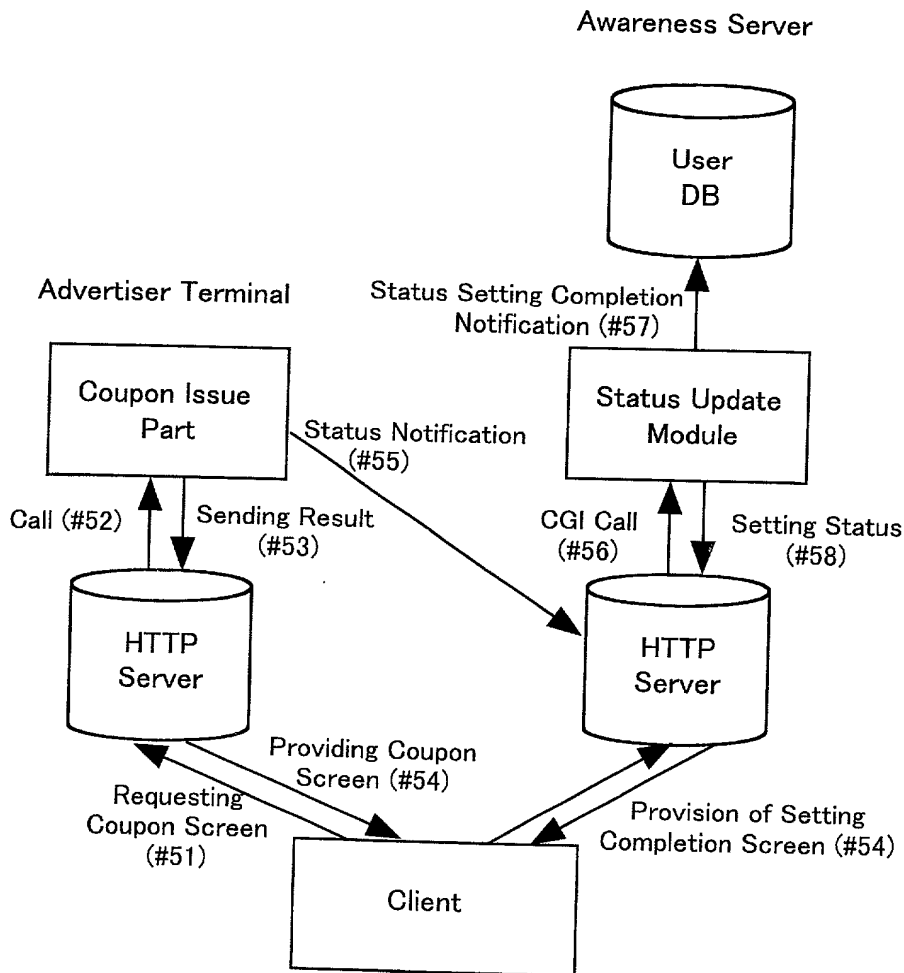 Awareness Server
User
DB
Advertiser Terminal
Status Setting Completion
Notification (#57)
Coupon Issue
Part
Status Notification
(#55)
Status Update
Module
Call (#52)
Sending Result
(#53)
CGI Call
(#56)
Setting Status
(#58)
HTTP
Server
HTTP
Server
Providing Coupon
Screen (#54)
Requesting
Coupon Screen
(#51)
Provision of Setting
Completion Screen (#54)
Client